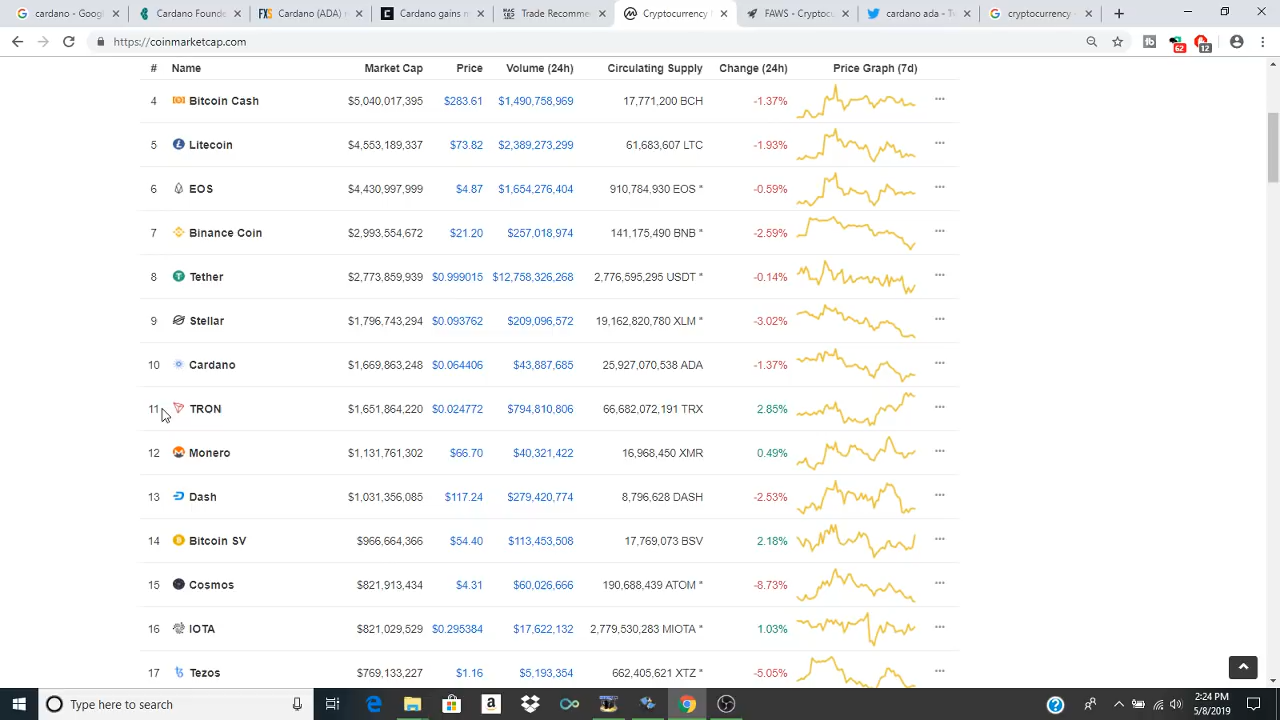 cardano - Googl
Cardano Founde
Cardano (ADA) n
Cardano gain m
Trade Recomme
Cryptocurrency
FAWS - Cryptocu
cardano ada - Tw
cryptocurrency
https://coinmarketcap.com
62
12
# Name Market Cap Price Volume (24h) Circulating Supply Change (24h) Price Graph (7d)
4 Bitcoin Cash $5,040,017,395 $283.61 $1,490,758,969 17,771,200 BCH -1.37%
5 Litecoin $4,553,189,337 $73.82 $2,389,273,299 61,683,607 LTC -1.93%
6 EOS $4,430,997,999 $4.87 $1,654,276,404 910,784,930 EOS * -0.59%
7 Binance Coin $2,993,594,672 $21.20 $257,018,974 141,175,490 BNB * -2.59%
8 Tether $2,773,859,939 $0.999015 $12,758,326,268 2,776,595,295 USDT * -0.14%
9 Stellar $1,796,743,294 $0.093762 $209,096,572 19,162,820,780 XLM * -3.02%
10 Cardano $1,669,863,248 $0.064406 $43,887,685 25,927,070,538 ADA -1.37%
11 TRON $1,651,864,220 $0.024772 $794,810,806 66,682,072,191 TRX 2.85%
12 Monero $1,131,761,302 $66.70 $40,321,422 16,968,450 XMR 0.49%
13 Dash $1,031,356,085 $117.24 $279,420,774 8,796,628 DASH -2.53%
14 Bitcoin SV $966,664,366 $54.40 $113,453,508 17,769,073 BSV 2.18%
15 Cosmos $821,913,434 $4.31 $60,026,666 190,688,439 ATOM * -8.73%
16 IOTA $821,029,529 $0.295384 $17,622,132 2,779,530,283 MIOTA * 1.03%
17 Tezos $769,133,227 $1.16 $5,193,854 662,405,621 XTZ * -5.05%
Type here to search
2:24 PM
5/8/2019